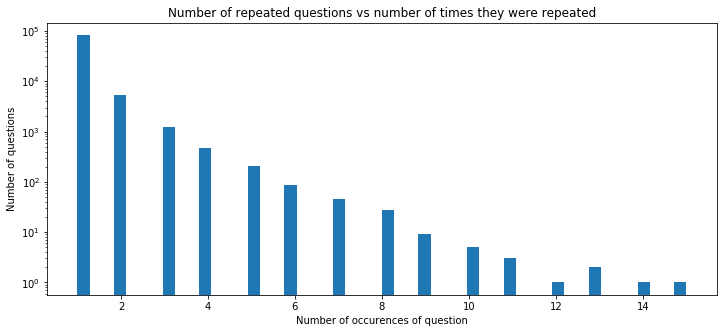 Number of repeated questions vs number of times they were repeated
Number of questions
10^5
10^4
10^3
10^2
10^1
10^0
2 4 6 8 10 12 14
Number of occurences of question